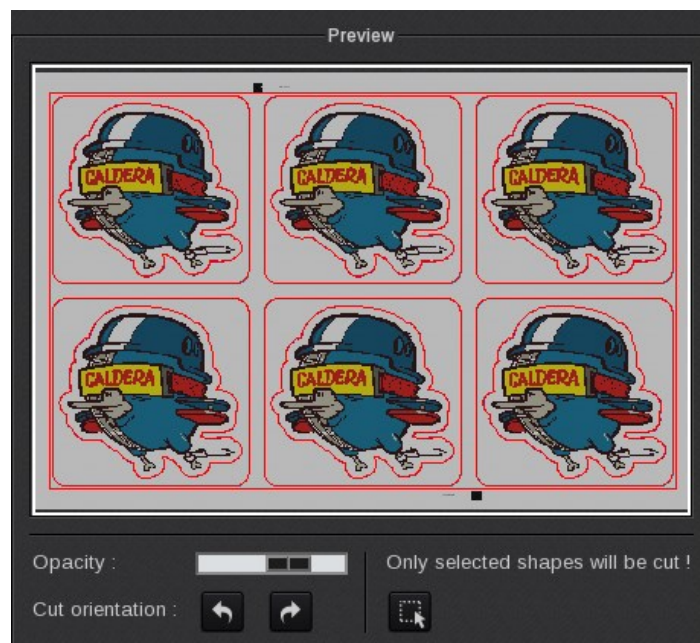 Preview
CALDERA CALDERA CALDERA
CALDERA CALDERA CALDERA
Opacity :
Only selected shapes will be cut !
Cut orientation :